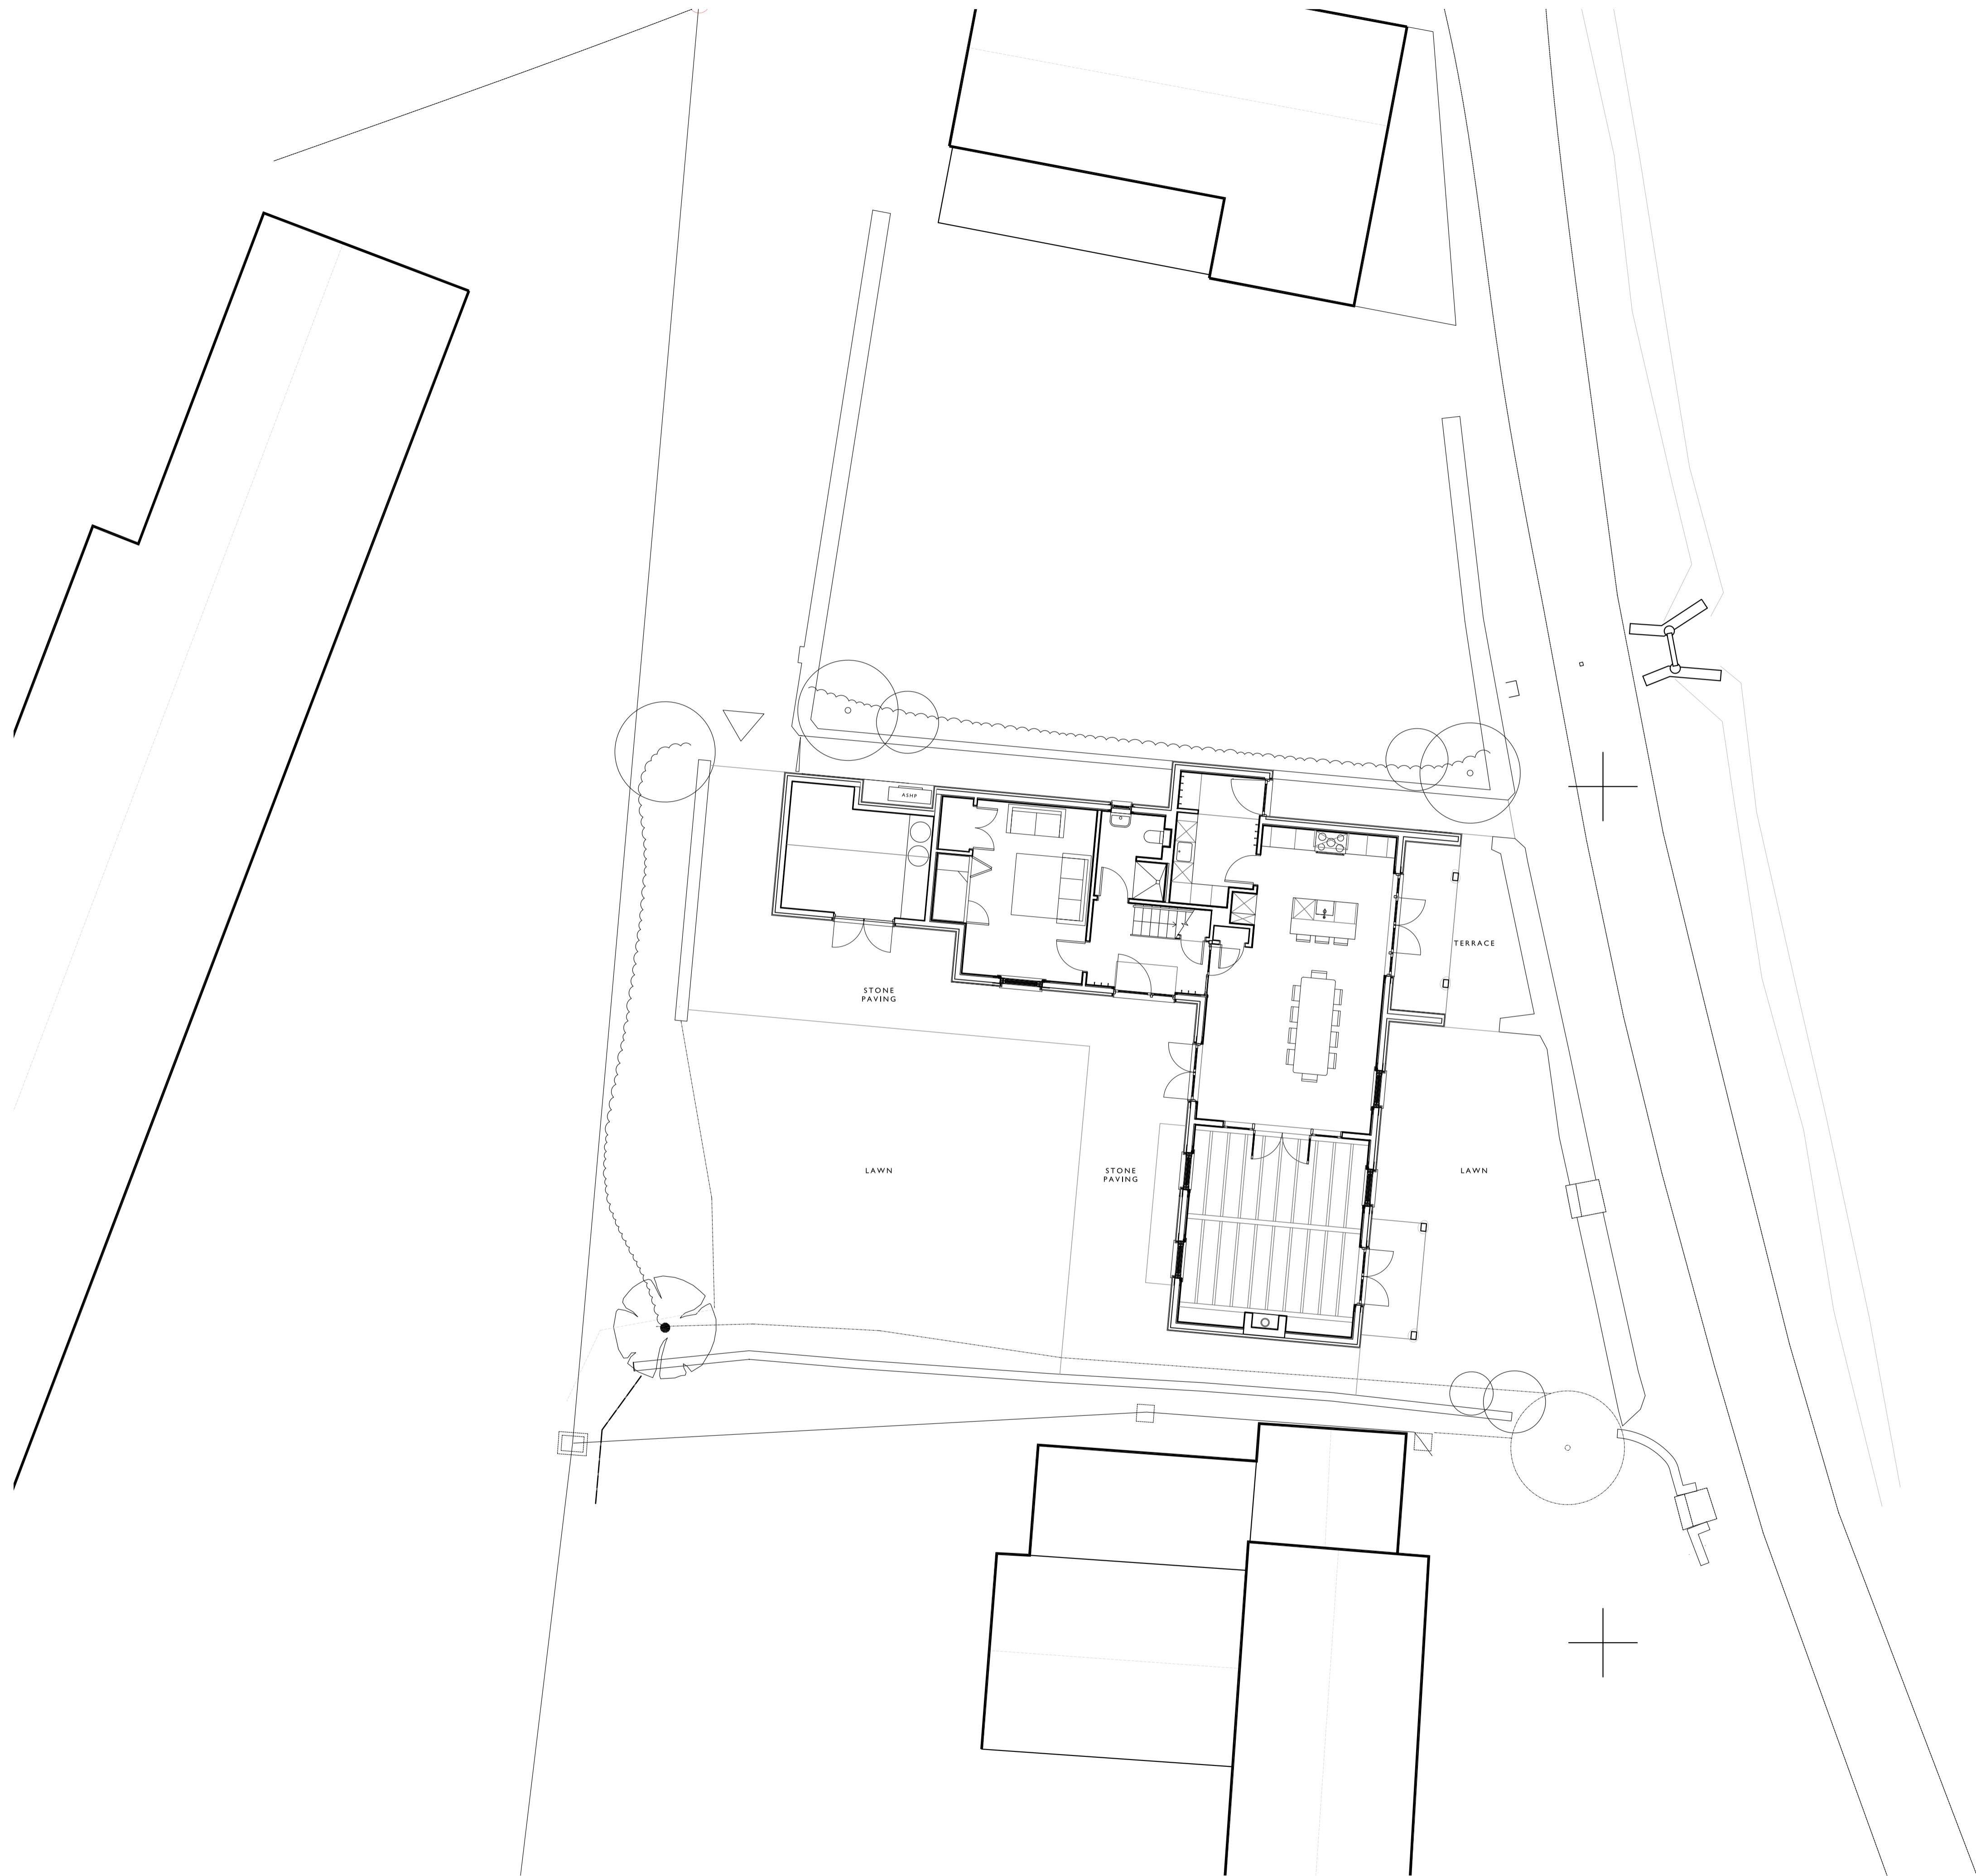 ASHP
TERRACE
STONE
PAVING
LAWN
STONE
PAVING
LAWN